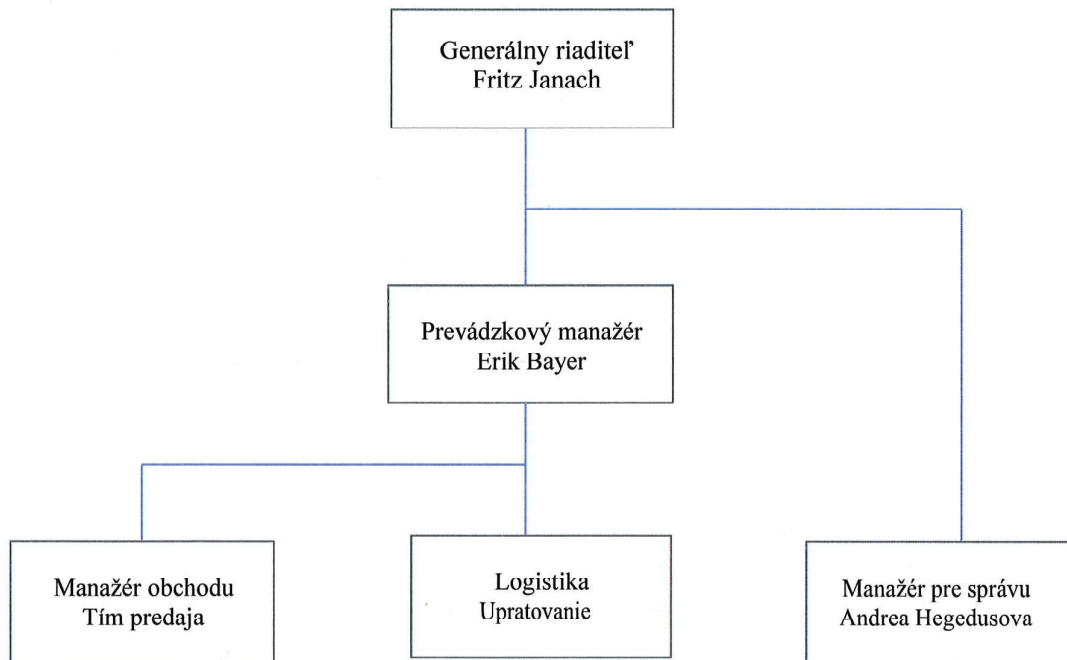 Generálny riaditeľ
Fritz Janach
Prevádzkový manažér
Erik Bayer
Manažér obchodu
Tím predaja
Logistika
Upratovanie
Manažér pre správu
Andrea Hegedusova